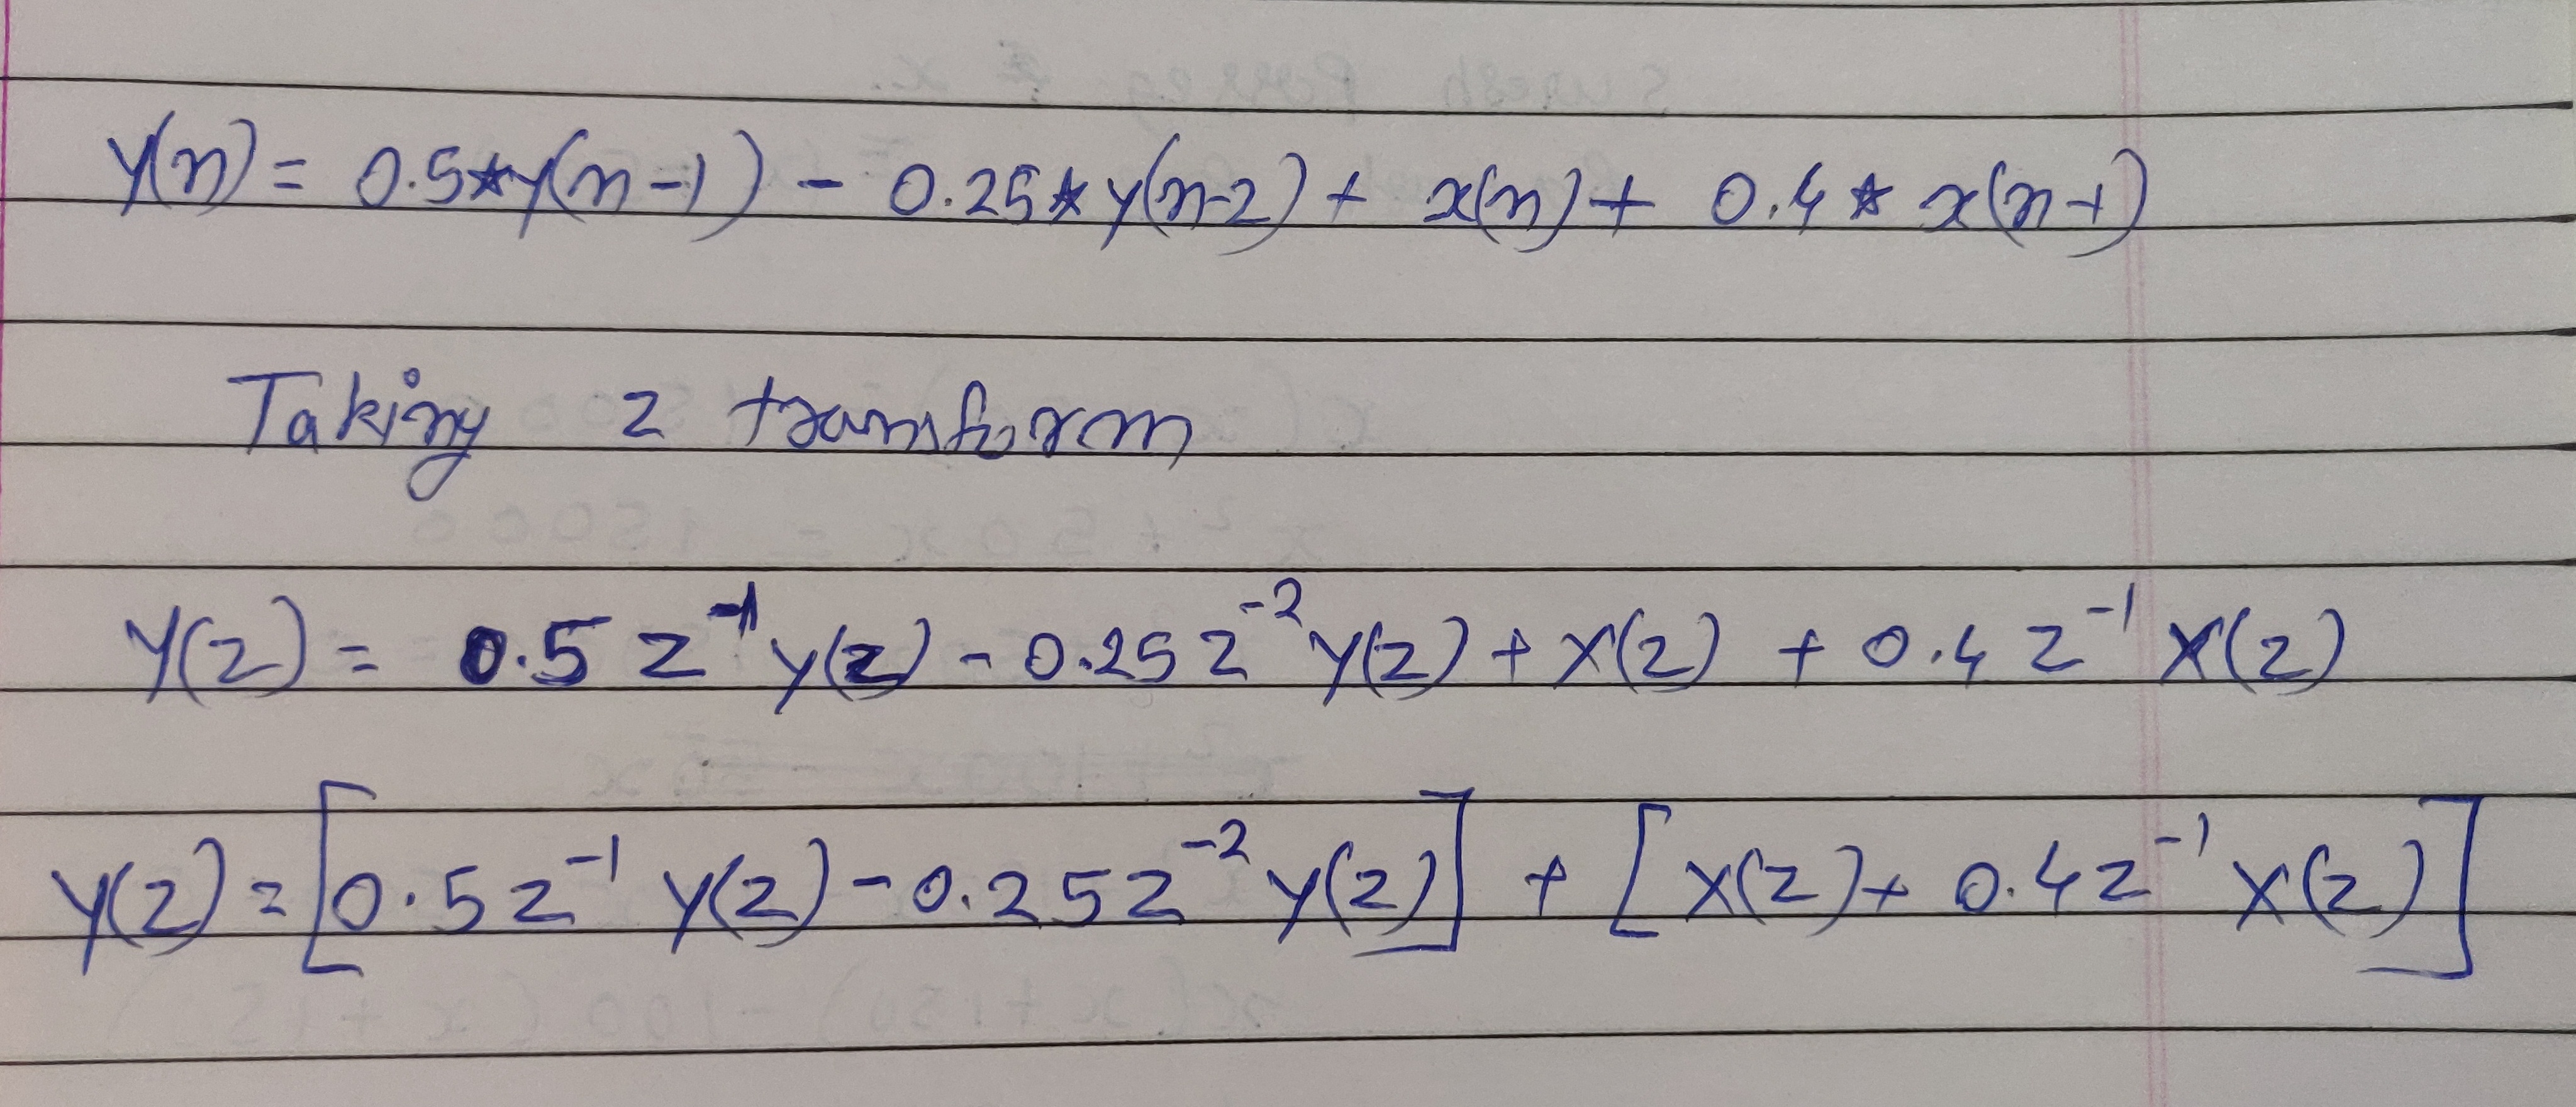 y(n) = 0.5*y(n-1) - 0.25*y(n-2) + x(n) + 0.4 * x(n-1)
Taking z transform
Y(z) = 0.5 z⁻¹ y(z) - 0.25 z⁻² y(z) + X(z) + 0.4 z⁻¹ X(z)
y(z) = [0.5 z⁻¹ y(z) - 0.25 z⁻² y(z)] + [X(z) + 0.4 z⁻¹ X(z)]